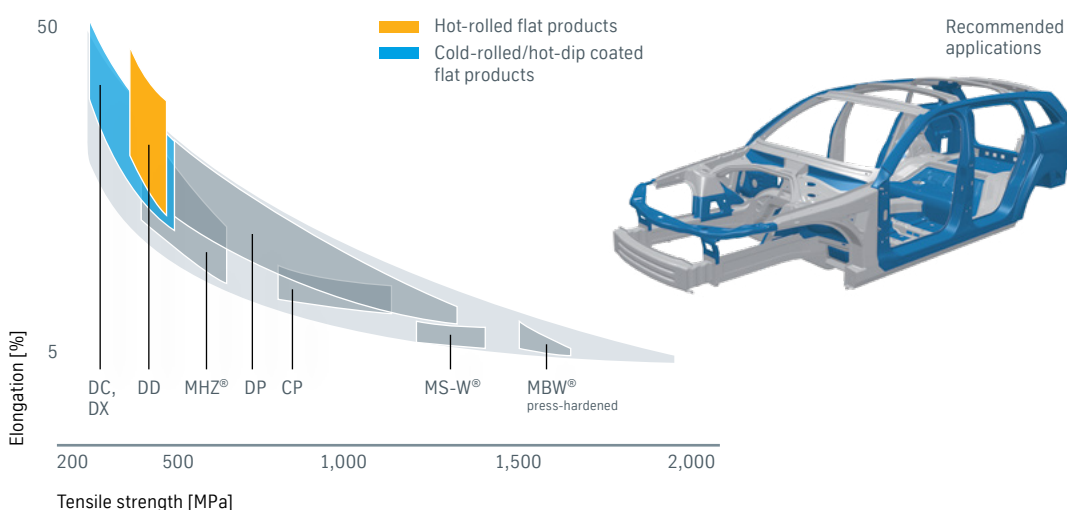 50
Hot-rolled flat products
Cold-rolled/hot-dip coated
flat products
Recommended
applications
Elongation [%]
5
DC,
DX
DD
MHZ®
DP
CP
MS-W®
MBW®
press-hardened
200
500
1,000
1,500
2,000
Tensile strength [MPa]